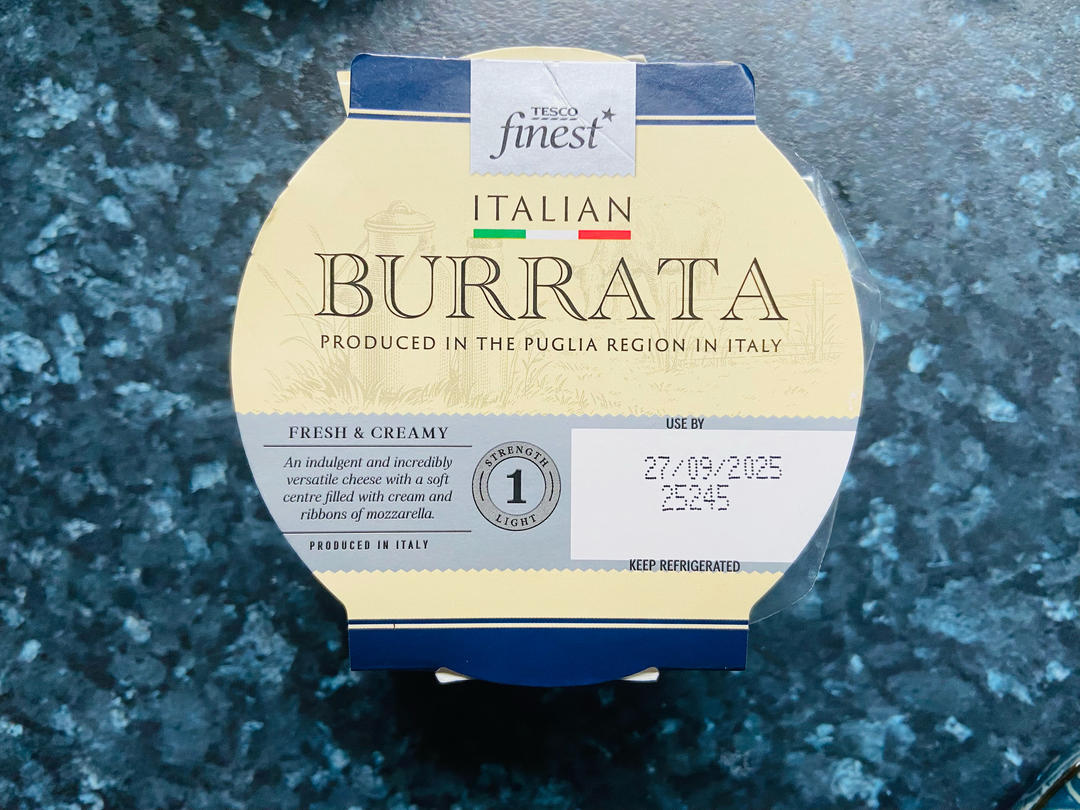 TESCO
finest
ITALIAN
BURRATA
PRODUCED IN THE PUGLIA REGION IN ITALY
FRESH & CREAMY
An indulgent and incredibly
versatile cheese with a soft
centre filled with cream and
ribbons of mozzarella.
PRODUCED IN ITALY
STRENGTH
1
LIGHT
USE BY
27/09/2025
25245
KEEP REFRIGERATED